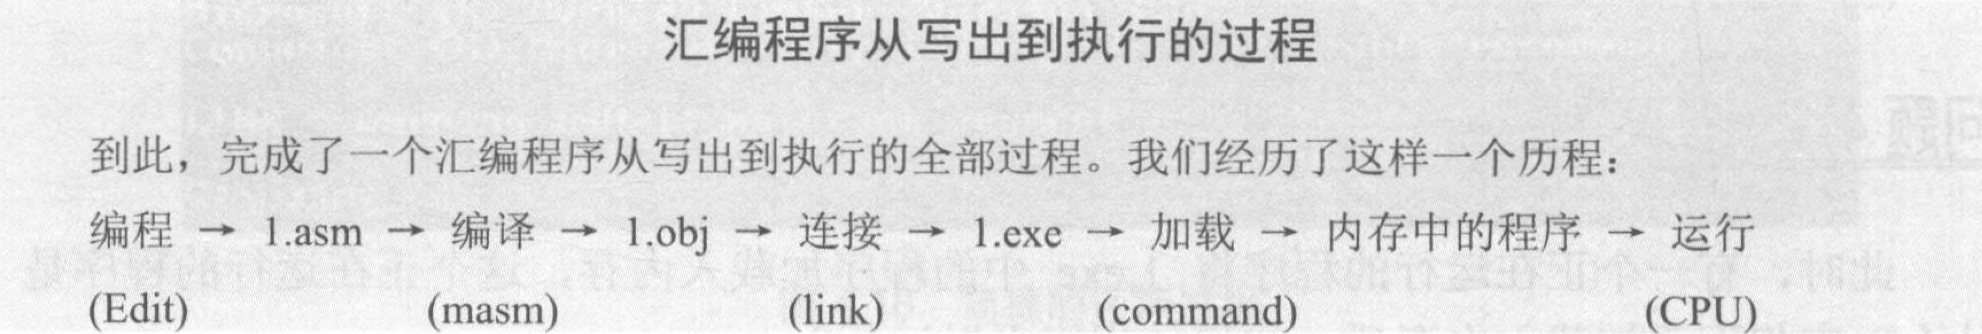 汇编程序从写出到执行的过程
到此，完成了一个汇编程序从写出到执行的全部过程。我们经历了这样一个历程：
编程 → 1.asm → 编译 → 1.obj → 连接 → 1.exe → 加载 → 内存中的程序 → 运行
(Edit) (masm) (link) (command) (CPU)